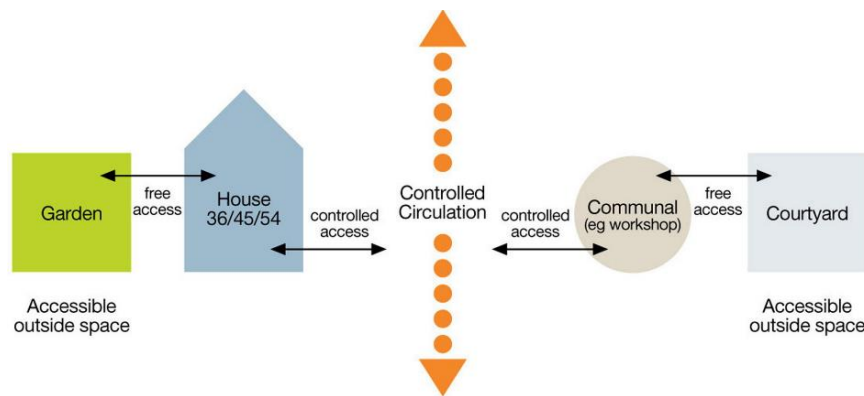 Garden
free
access
House
36/45/54
controlled
access
Controlled
Circulation
controlled
access
Communal
(eg workshop)
free
access
Courtyard
Accessible
outside space
Accessible
outside space